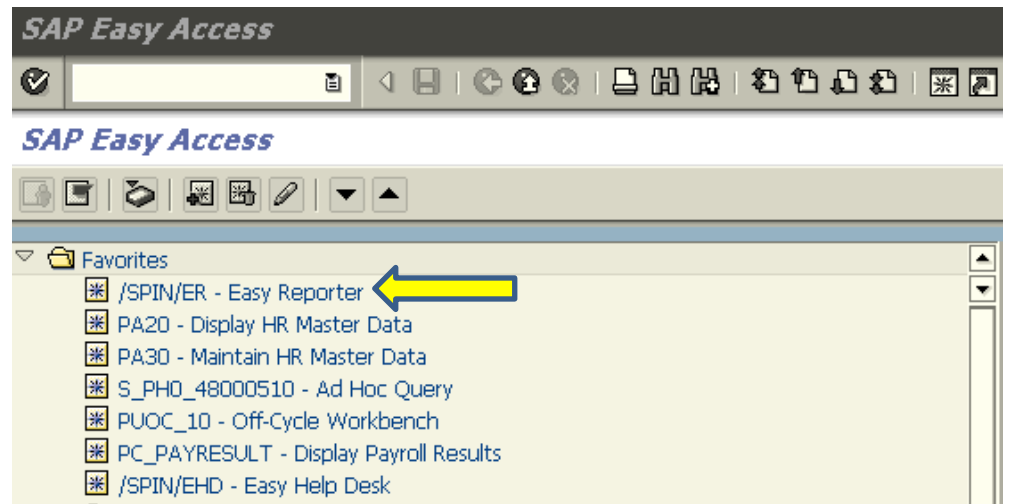 SAP Easy Access
SAP Easy Access
Favorites
/SPIN/ER - Easy Reporter
PA20 - Display HR Master Data
PA30 - Maintain HR Master Data
S_PH0_48000510 - Ad Hoc Query
PUOC_10 - Off-Cycle Workbench
PC_PAYRESULT - Display Payroll Results
/SPIN/EHD - Easy Help Desk